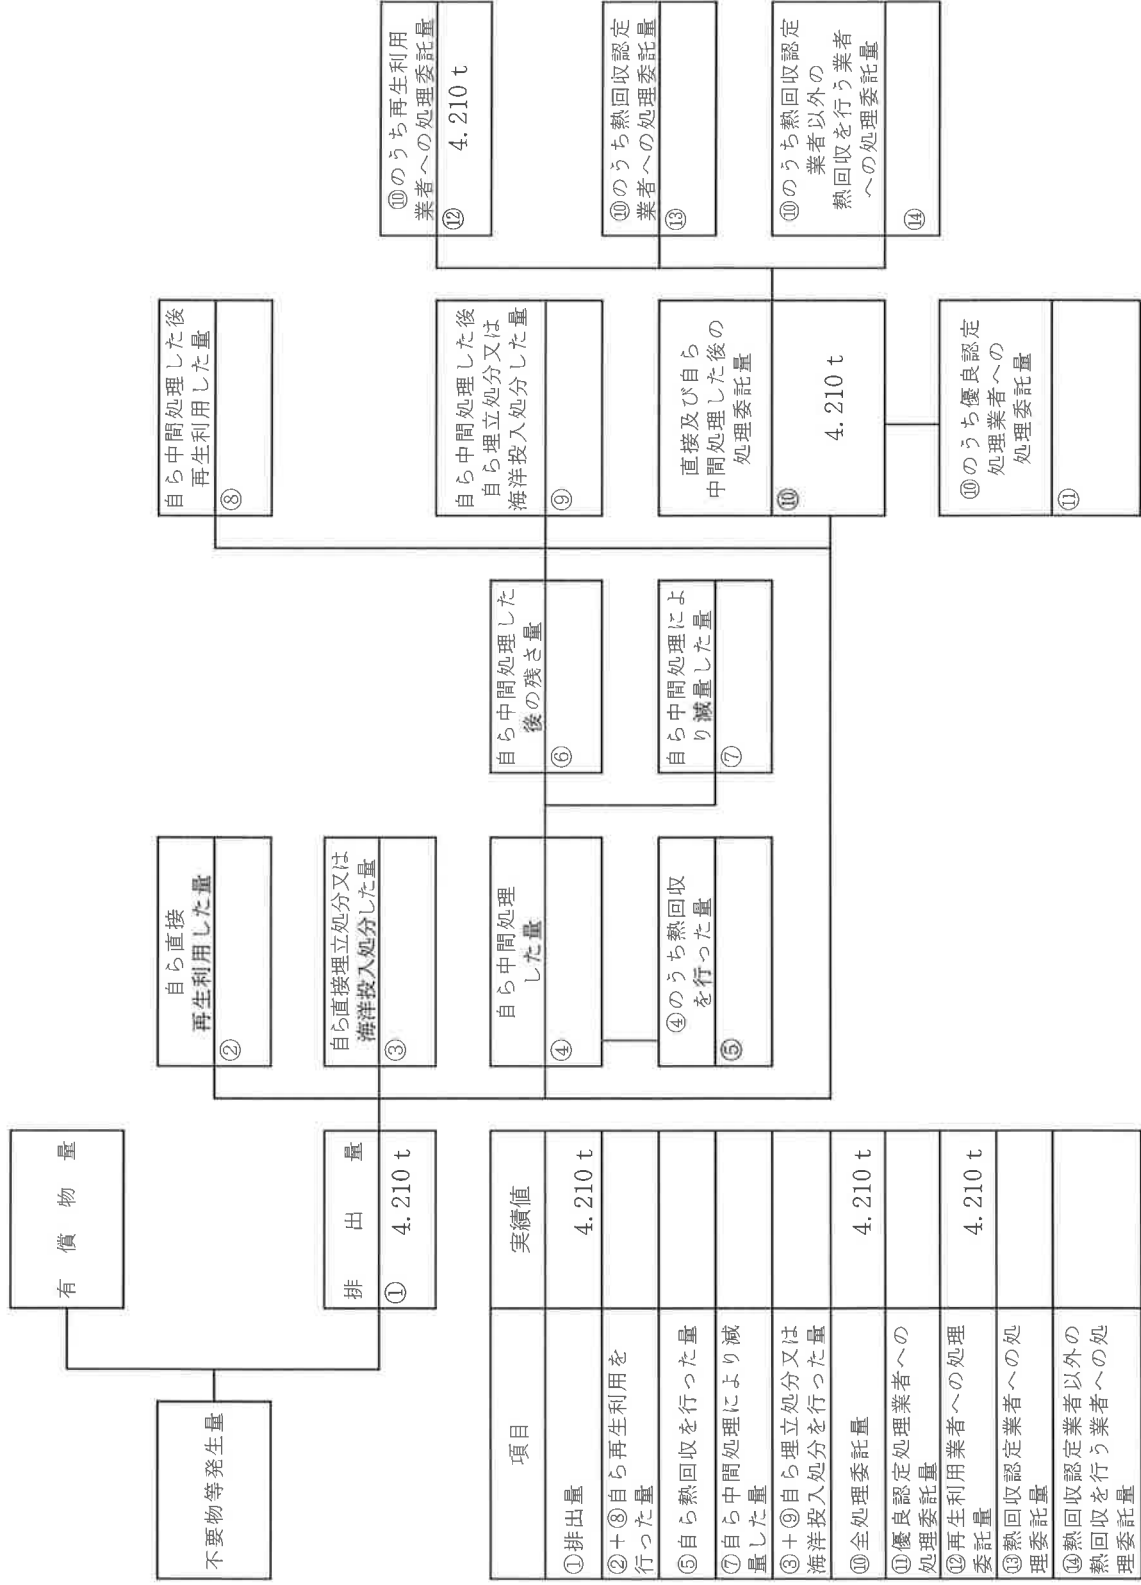 不要物等発生量
有償物量
排出量
① 4.210 t
自ら直接
再生利用した量
②
自ら直接埋立処分又は
海洋投入処分した量
③
自ら中間処理
した量
④
④のうち熱回収
を行った量
⑤
自ら中間処理した
後の残さ量
⑥
自ら中間処理によ
り減量した量
⑦
自ら中間処理した後
再生利用した量
⑧
自ら中間処理した後
自ら埋立処分又は
海洋投入処分した量
⑨
直接及び自ら
中間処理した後の
処理委託量
⑩
4.210 t
⑩のうち優良認定
処理業者への
処理委託量
⑪
⑩のうち再生利用
業者への処理委託量
⑫ 4.210 t
⑩のうち熱回収認定
業者への処理委託量
⑬
⑩のうち熱回収認定
業者以外の
熱回収を行う業者
への処理委託量
⑭
項目 実績値
①排出量 4.210 t
②+⑧自ら再生利用を
行った量
⑤自ら熱回収を行った量
⑦自ら中間処理により減
量した量
③+⑨自ら埋立処分又は
海洋投入処分を行った量
⑩全処理委託量 4.210 t
⑪優良認定処理業者への
処理委託量
⑫再生利用業者への処理
委託量 4.210 t
⑬熱回収認定業者への処
理委託量
⑭熱回収認定業者以外の
熱回収を行う業者への処
理委託量